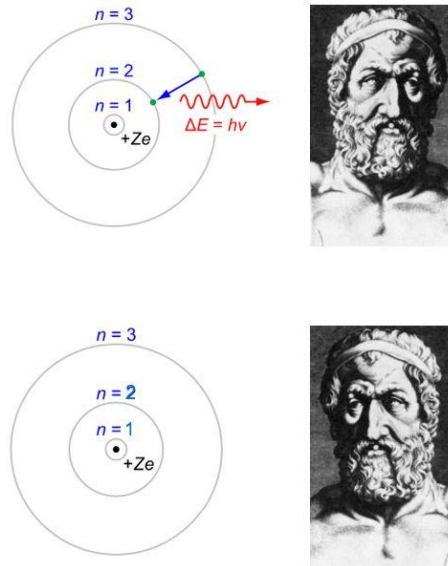 n = 3
n = 2
n = 1
+Ze
ΔE = hν
n = 3
n = 2
n = 1
+Ze